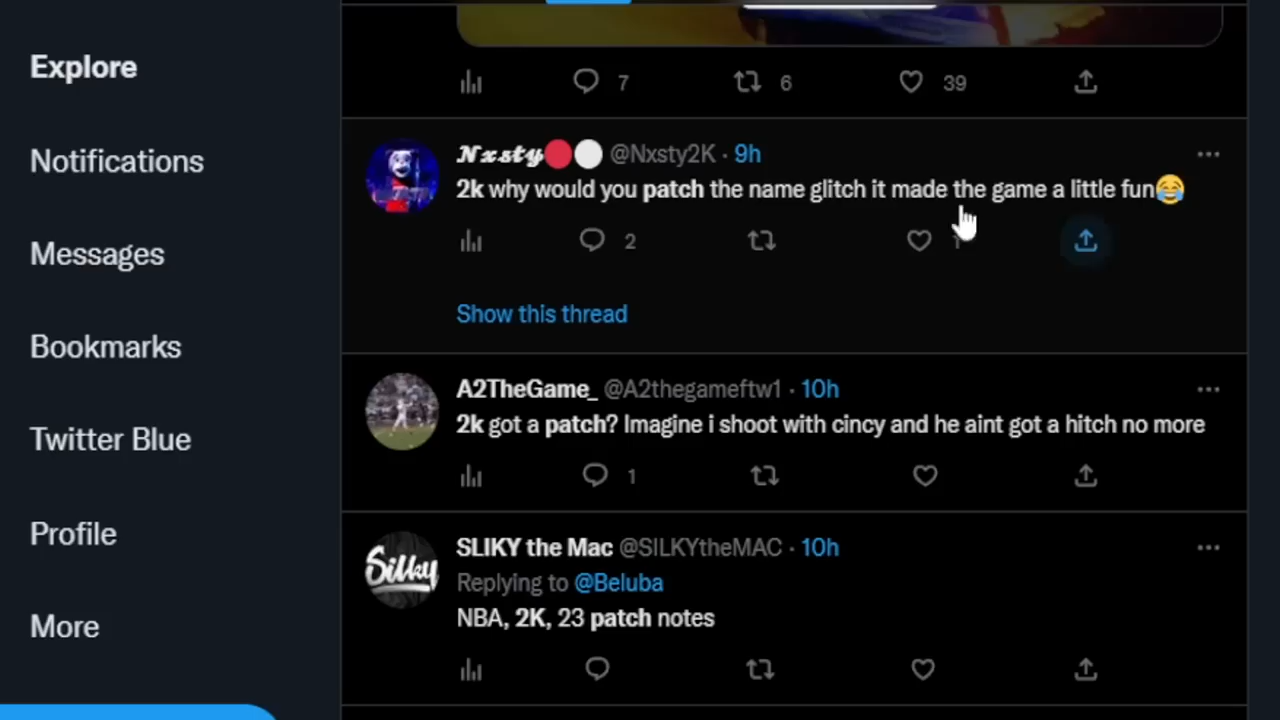 Explore
Notifications
Messages
Bookmarks
Twitter Blue
Profile
More
7 6 39
𝓝𝔁𝓼𝓽𝔂🔴⚪ @Nxsty2K · 9h
2k why would you patch the name glitch it made the game a little fun😂
2 1
Show this thread
A2TheGame_ @A2thegameftw1 · 10h
2k got a patch? Imagine i shoot with cincy and he aint got a hitch no more
1
Silky
SLIKY the Mac @SILKYtheMAC · 10h
Replying to @Beluba
NBA, 2K, 23 patch notes